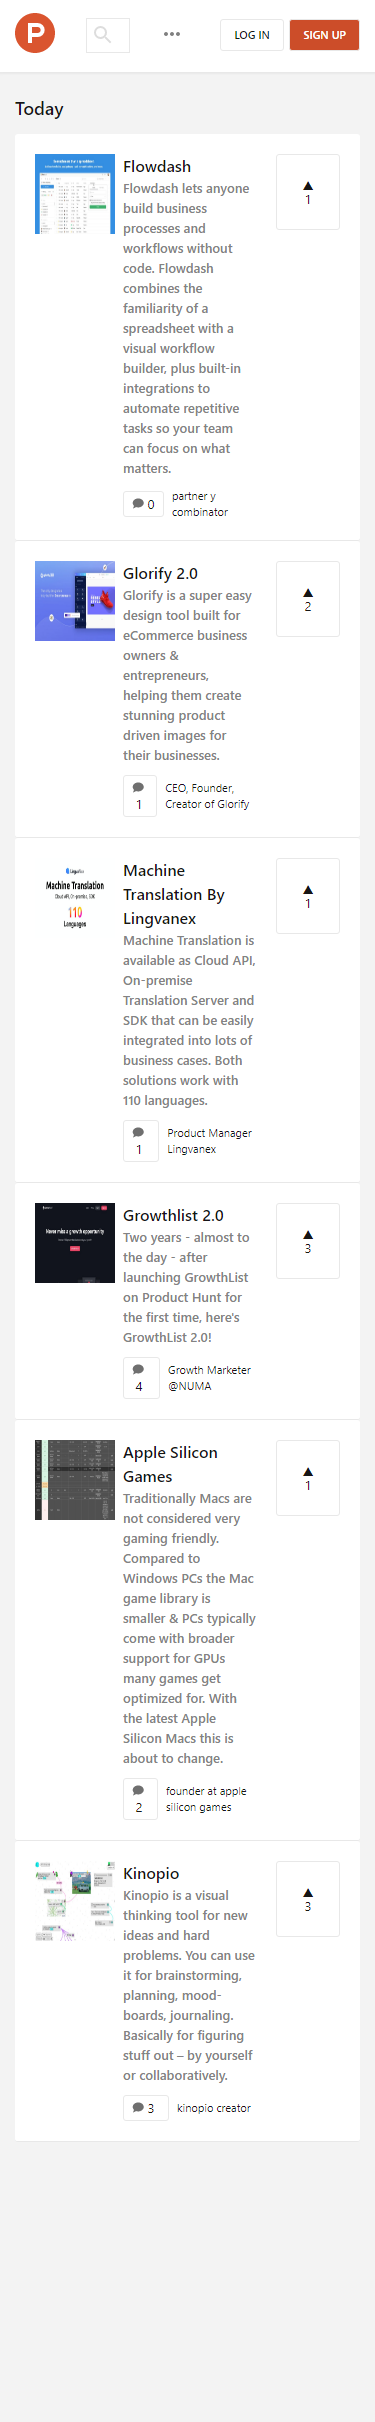 P
LOG IN
SIGN UP
Today
Flowdash
Flowdash lets anyone
build business
processes and
workflows without
code. Flowdash
combines the
familiarity of a
spreadsheet with a
visual workflow
builder, plus built-in
integrations to
automate repetitive
tasks so your team
can focus on what
matters.
1
0
partner y
combinator
Glorify 2.0
Glorify is a super easy
design tool built for
eCommerce business
owners &
entrepreneurs,
helping them create
stunning product
driven images for
their businesses.
2
1
CEO, Founder,
Creator of Glorify
Lingvanex
Machine Translation
Cloud API, On-premise, SDK
110
Languages
Machine
Translation By
Lingvanex
Machine Translation is
available as Cloud API,
On-premise
Translation Server and
SDK that can be easily
integrated into lots of
business cases. Both
solutions work with
110 languages.
1
1
Product Manager
Lingvanex
Never miss a growth opportunity
Growthlist 2.0
Two years - almost to
the day - after
launching GrowthList
on Product Hunt for
the first time, here's
GrowthList 2.0!
3
4
Growth Marketer
@NUMA
Apple Silicon
Games
Traditionally Macs are
not considered very
gaming friendly.
Compared to
Windows PCs the Mac
game library is
smaller & PCs typically
come with broader
support for GPUs
many games get
optimized for. With
the latest Apple
Silicon Macs this is
about to change.
1
2
founder at apple
silicon games
Kinopio
Kinopio is a visual
thinking tool for new
ideas and hard
problems. You can use
it for brainstorming,
planning, mood-
boards, journaling.
Basically for figuring
stuff out – by yourself
or collaboratively.
3
3
kinopio creator